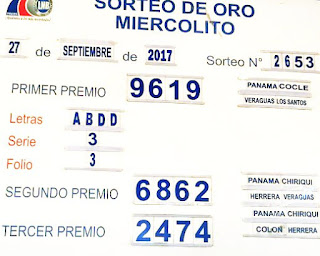 SORTEO DE ORO
MIERCOLITO
27 de SEPTIEMBRE de 2017 Sorteo N° 2653
PRIMER PREMIO 9619 PANAMA COCLE
VERAGUAS LOS SANTOS
Letras ABDD
Serie 3
Folio 3
SEGUNDO PREMIO 6862 PANAMA CHIRIQUI
HERRERA VERAGUAS
TERCER PREMIO 2474 PANAMA CHIRIQUI
COLON HERRERA